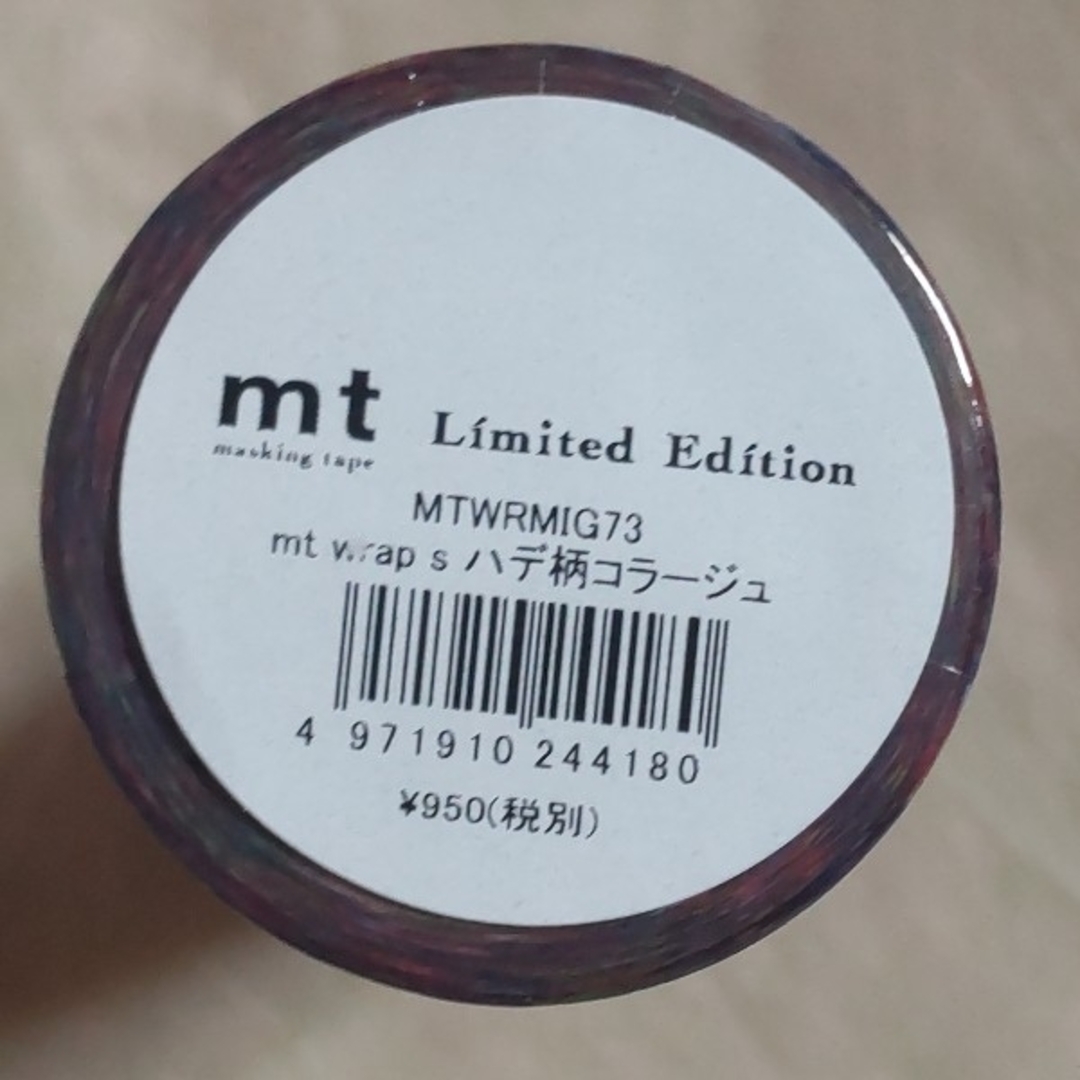 mt
masking tape
Límited Edítion
MTWRMIG73
mt wrap s ハデ柄コラージュ
4 971910 244180
¥950(税別)